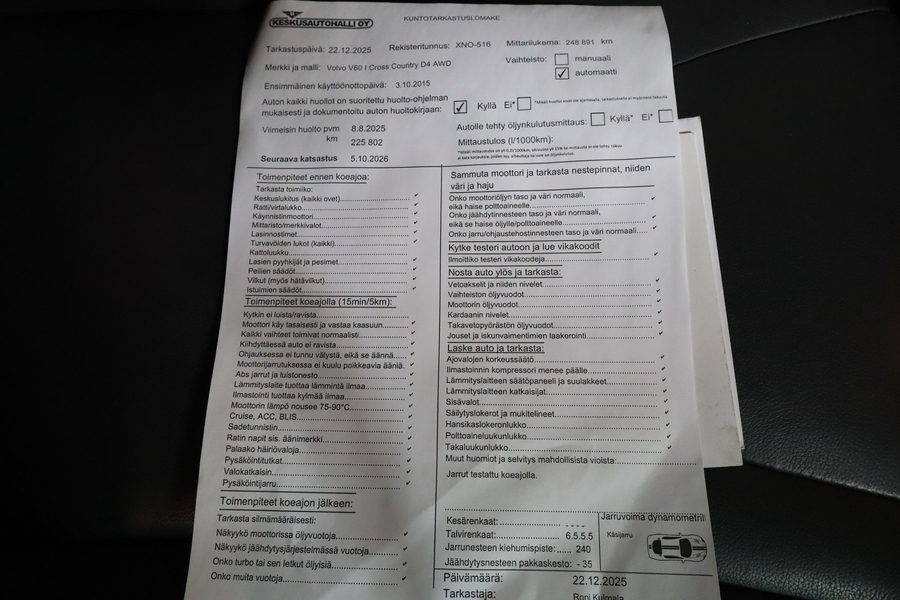 KESKUSAUTOHALLI OY
KUNTOTARKASTUSLOMAKE
Tarkastuspäivä: 22.12.2025 Rekisteritunnus: XNO-516 Mittarilukema: 248 891 km
Merkki ja malli: Volvo V60 I Cross Country D4 AWD
Vaihteisto: manuaali
✓ automaatti
Ensimmäinen käyttöönottopäivä: 3.10.2015
Auton kaikki huollot on suoritettu huolto-ohjelman
mukaisesti ja dokumentoitu auton huoltokirjaan: ✓ Kyllä Ei*
Viimeisin huolto pvm 8.8.2025
km 225 802
Autolle tehty öljynkulutusmittaus: Kyllä* Ei*
Mittaustulos (l/1000km):
Seuraava katsastus 5.10.2026
Toimenpiteet ennen koeajoa:
Tarkasta toimiiko:
Keskuslukitus (kaikki ovet) ✓
Ratti/virtalukko ✓
Käynnistinmoottori ✓
Mittaristo/merkkivalot ✓
Lasinnostimet ✓
Turvavöiden lukot (kaikki) ✓
Kattoluukku
Lasien pyyhkijät ja pesimet ✓
Peilien säädöt ✓
Vilkut (myös hätävilkut) ✓
Istuimien säädöt ✓
Toimenpiteet koeajolla (15min/5km):
Kytkin ei luista/ravista
Moottori käy tasaisesti ja vastaa kaasuun ✓
Kaikki vaihteet toimivat normaalisti ✓
Kiihdyttäessä auto ei ravista ✓
Ohjauksessa ei tunnu välystä, eikä se äännä ✓
Moottorijarrutuksessa ei kuulu poikkeavia ääniä. ✓
Abs jarrut ja luistonesto ✓
Lämmityslaite tuottaa lämmintä ilmaa ✓
Ilmastointi tuottaa kylmää ilmaa ✓
Moottorin lämpö nousee 75-90°C ✓
Cruise, ACC, BLIS ✓
Sadetunnistin ✓
Ratin napit sis. äänimerkki ✓
Palaako häiriövaloja ✓
Pysäköintitutkat ✓
Valokatkaisin ✓
Pysäköintijarru ✓
Toimenpiteet koeajon jälkeen:
Tarkasta silmämääräisesti:
Näkyykö moottorissa öljyvuotoja ✓
Näkyykö jäähdytysjärjestelmässä vuotoja ✓
Onko turbo tai sen letkut öljyisiä ✓
Onko muita vuotoja ✓
Sammuta moottori ja tarkasta nestepinnat, niiden
väri ja haju
Onko moottoriöljyn taso ja väri normaali,
eikä haise polttoaineelle ✓
Onko jäähdytinnesteen taso ja väri normaali,
eikä se haise öljylle/polttoaineelle ✓
Onko jarru/ohjaustehostinnesteen taso ja väri normaali ✓
Kytke testeri autoon ja lue vikakoodit
Ilmoittiko testeri vikakoodeja ✓
Nosta auto ylös ja tarkasta:
Vetoakselit ja niiden nivelet ✓
Vaihteiston öljyvuodot ✓
Moottorin öljyvuodot ✓
Kardaanin nivelet ✓
Takavetopyörästön öljyvuodot ✓
Jouset ja iskunvaimentimien laakerointi ✓
Laske auto ja tarkasta:
Ajovalojen korkeussäätö ✓
Ilmastoinnin kompressori menee päälle ✓
Lämmityslaitteen säätöpaneeli ja suulakkeet ✓
Lämmityslaitteen katkaisijat ✓
Sisävalot ✓
Säilytyslokerot ja mukitelineet ✓
Hansikaslokeronlukko ✓
Polttoaineluukunlukko ✓
Takaluukunlukko ✓
Muut huomiot ja selvitys mahdollisista vioista:
Jarrut testattu koeajolla.
Kesärenkaat: - - - -
Talvirenkaat: 6.5.5.5
Jarrunesteen kiehumispiste: 240
Jäähdytysnesteen pakkaskesto: - 35
Jarruvoima dynamometril
Käsijarru
Päivämäärä: 22.12.2025
Tarkastaja: Roni Kulmala